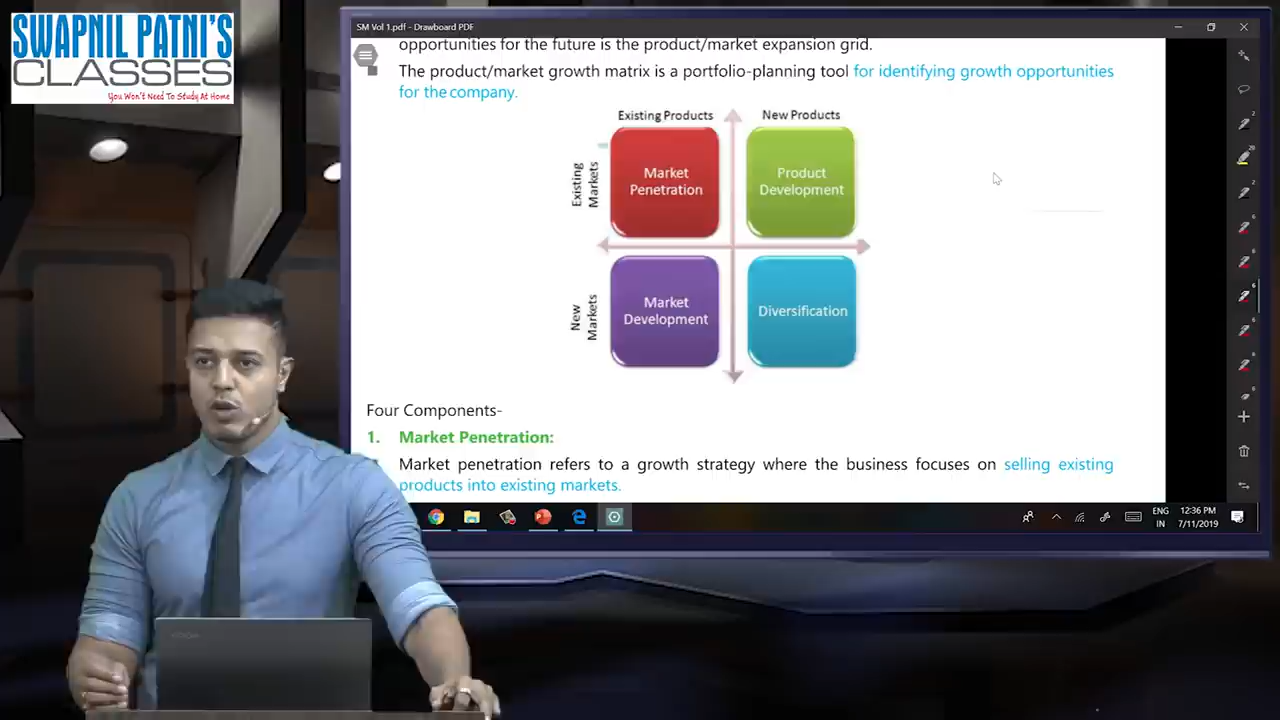 SWAPNIL PATNI'S
CLASSES
You Won't Need To Study At Home
SM Vol 1.pdf - Drawboard PDF
opportunities for the future is the product/market expansion grid.
The product/market growth matrix is a portfolio-planning tool for identifying growth opportunities
for the company.
Existing Products New Products
Existing
Markets
Market
Penetration
Product
Development
New
Markets
Market
Development
Diversification
Four Components-
1. Market Penetration:
Market penetration refers to a growth strategy where the business focuses on selling existing
products into existing markets.
ENG
IN
12:36 PM
7/11/2019